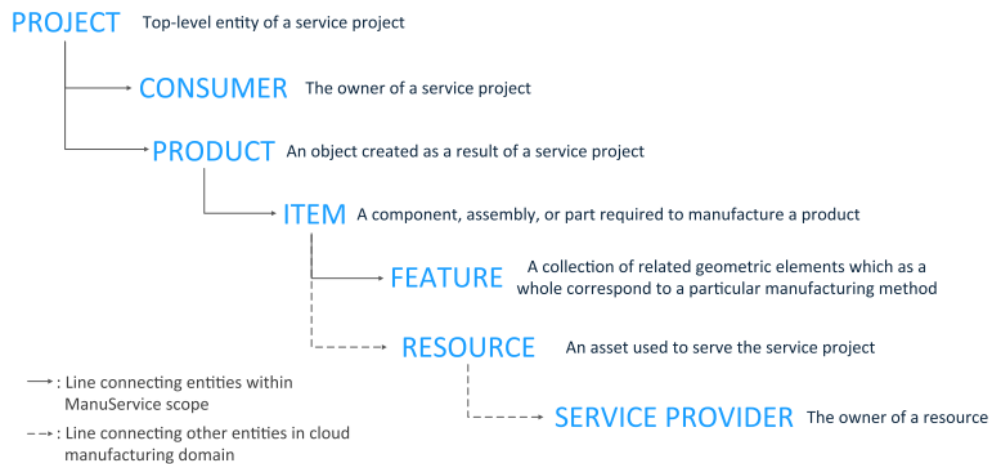 PROJECT Top-level entity of a service project
CONSUMER The owner of a service project
PRODUCT An object created as a result of a service project
ITEM A component, assembly, or part required to manufacture a product
FEATURE A collection of related geometric elements which as a
whole correspond to a particular manufacturing method
RESOURCE An asset used to serve the service project
: Line connecting entities within
ManuService scope
SERVICE PROVIDER The owner of a resource
: Line connecting other entities in cloud
manufacturing domain